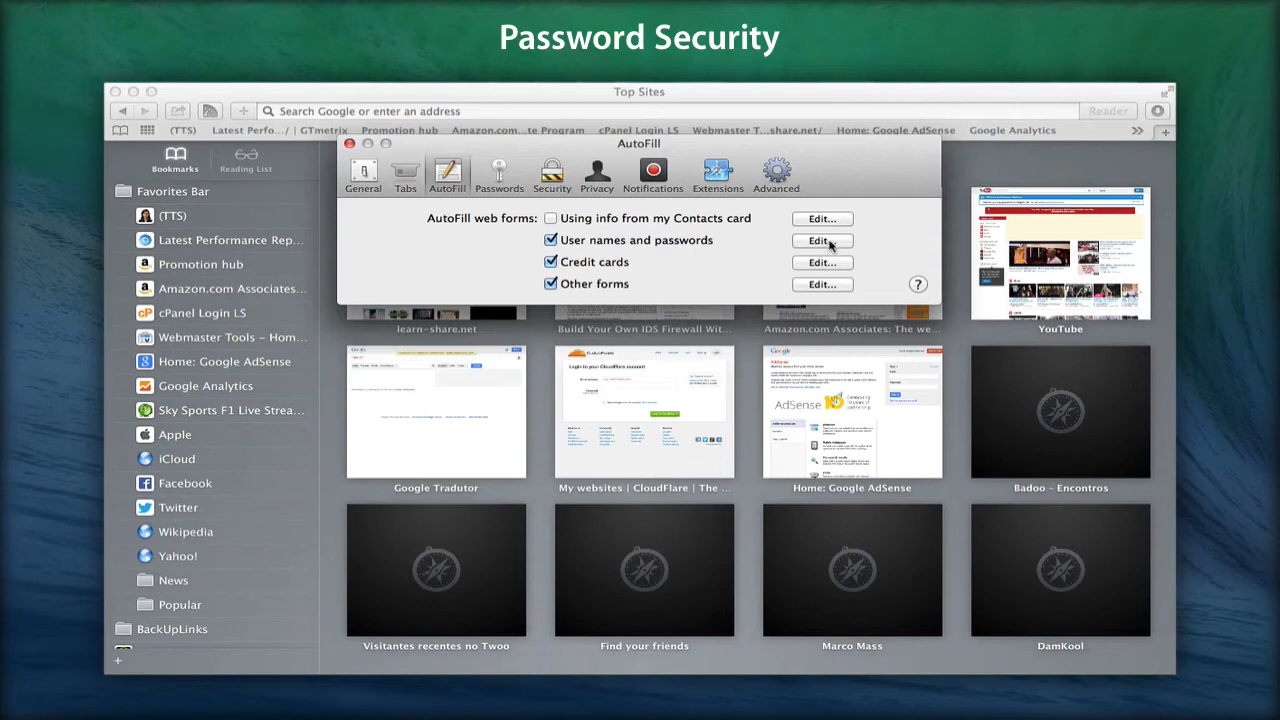 Password Security
Top Sites
Search Google or enter an address
Reader
(TTS) Latest Perfo.../ | GTmetrix Promotion hub Amazon.com...te Program cPanel Login LS Webmaster T...share.net/ Home: Google AdSense Google Analytics
Bookmarks Reading List
AutoFill
General Tabs AutoFill Passwords Security Privacy Notifications Extensions Advanced
AutoFill web forms: Using info from my Contacts card Edit...
User names and passwords Edit...
Credit cards Edit...
Other forms Edit... ?
Favorites Bar
(TTS)
Latest Performance Rep...
Promotion hub
Amazon.com Associates...
cPanel Login LS
Webmaster Tools - Hom...
Home: Google AdSense
Google Analytics
Sky Sports F1 Live Strea...
Apple
iCloud
Facebook
Twitter
Wikipedia
Yahoo!
News
Popular
BackUpLinks
learn-share.net Build Your Own IDS Firewall Wit... Amazon.com Associates: The we... YouTube
Login to your CloudFlare account
Google
AdSense
Google Tradutor My websites | CloudFlare | The ... Home: Google AdSense Badoo - Encontros
Visitantes recentes no Twoo Find your friends Marco Mass DamKool